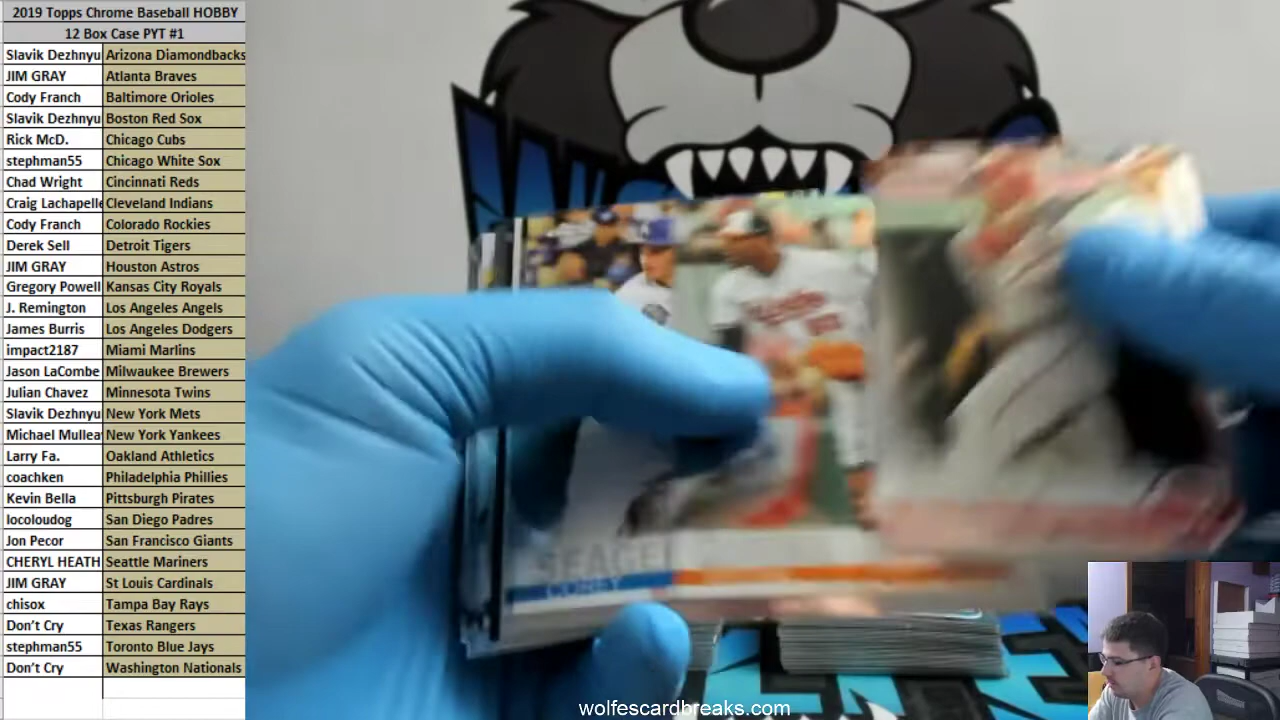 2019 Topps Chrome Baseball HOBBY
12 Box Case PYT #1
Slavik Dezhnyu Arizona Diamondbacks
JIM GRAY Atlanta Braves
Cody Franch Baltimore Orioles
Slavik Dezhnyu Boston Red Sox
Rick McD. Chicago Cubs
stephman55 Chicago White Sox
Chad Wright Cincinnati Reds
Craig Lachapelle Cleveland Indians
Cody Franch Colorado Rockies
Derek Sell Detroit Tigers
JIM GRAY Houston Astros
Gregory Powell Kansas City Royals
J. Remington Los Angeles Angels
James Burris Los Angeles Dodgers
impact2187 Miami Marlins
Jason LaCombe Milwaukee Brewers
Julian Chavez Minnesota Twins
Slavik Dezhnyu New York Mets
Michael Mullea New York Yankees
Larry Fa. Oakland Athletics
coachken Philadelphia Phillies
Kevin Bella Pittsburgh Pirates
locoloudog San Diego Padres
Jon Pecor San Francisco Giants
CHERYL HEATH Seattle Mariners
JIM GRAY St Louis Cardinals
chisox Tampa Bay Rays
Don't Cry Texas Rangers
stephman55 Toronto Blue Jays
Don't Cry Washington Nationals
SEAGER
COREY
wolfescardbreaks.com